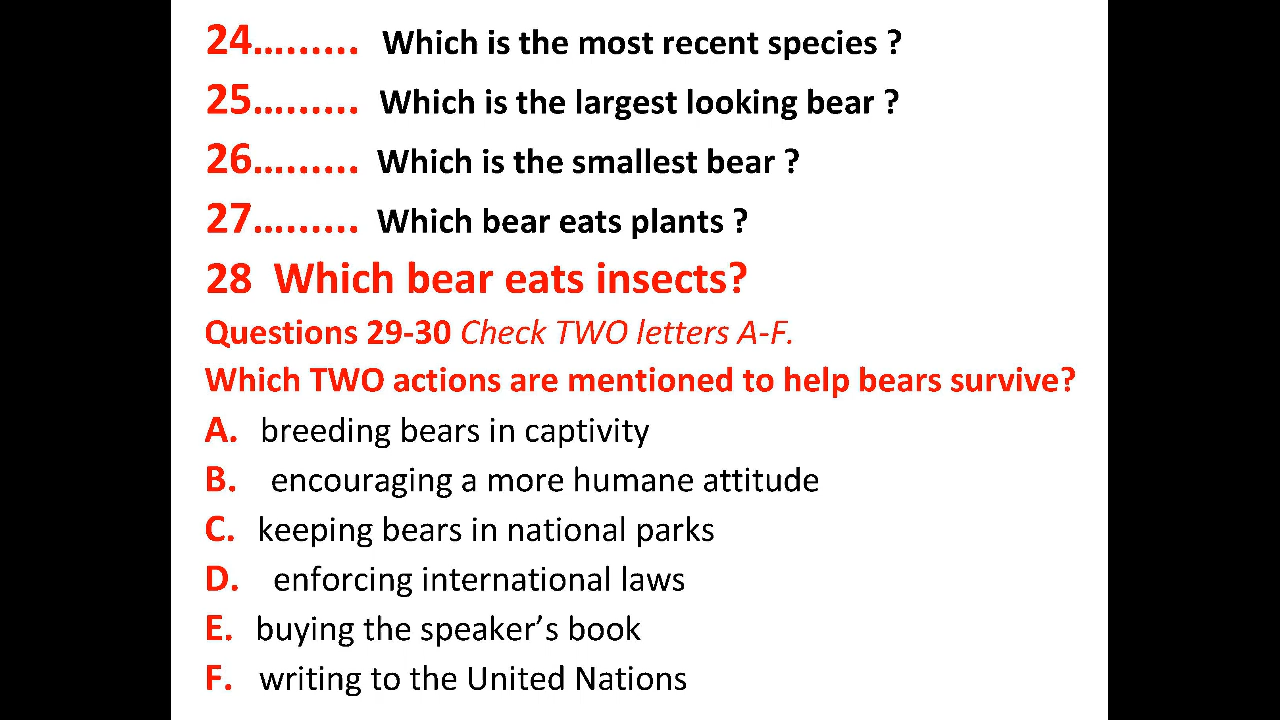 24…...... Which is the most recent species ?
25…...... Which is the largest looking bear ?
26…...... Which is the smallest bear ?
27…...... Which bear eats plants ?
28 Which bear eats insects?
Questions 29-30 Check TWO letters A-F.
Which TWO actions are mentioned to help bears survive?
A. breeding bears in captivity
B. encouraging a more humane attitude
C. keeping bears in national parks
D. enforcing international laws
E. buying the speaker’s book
F. writing to the United Nations